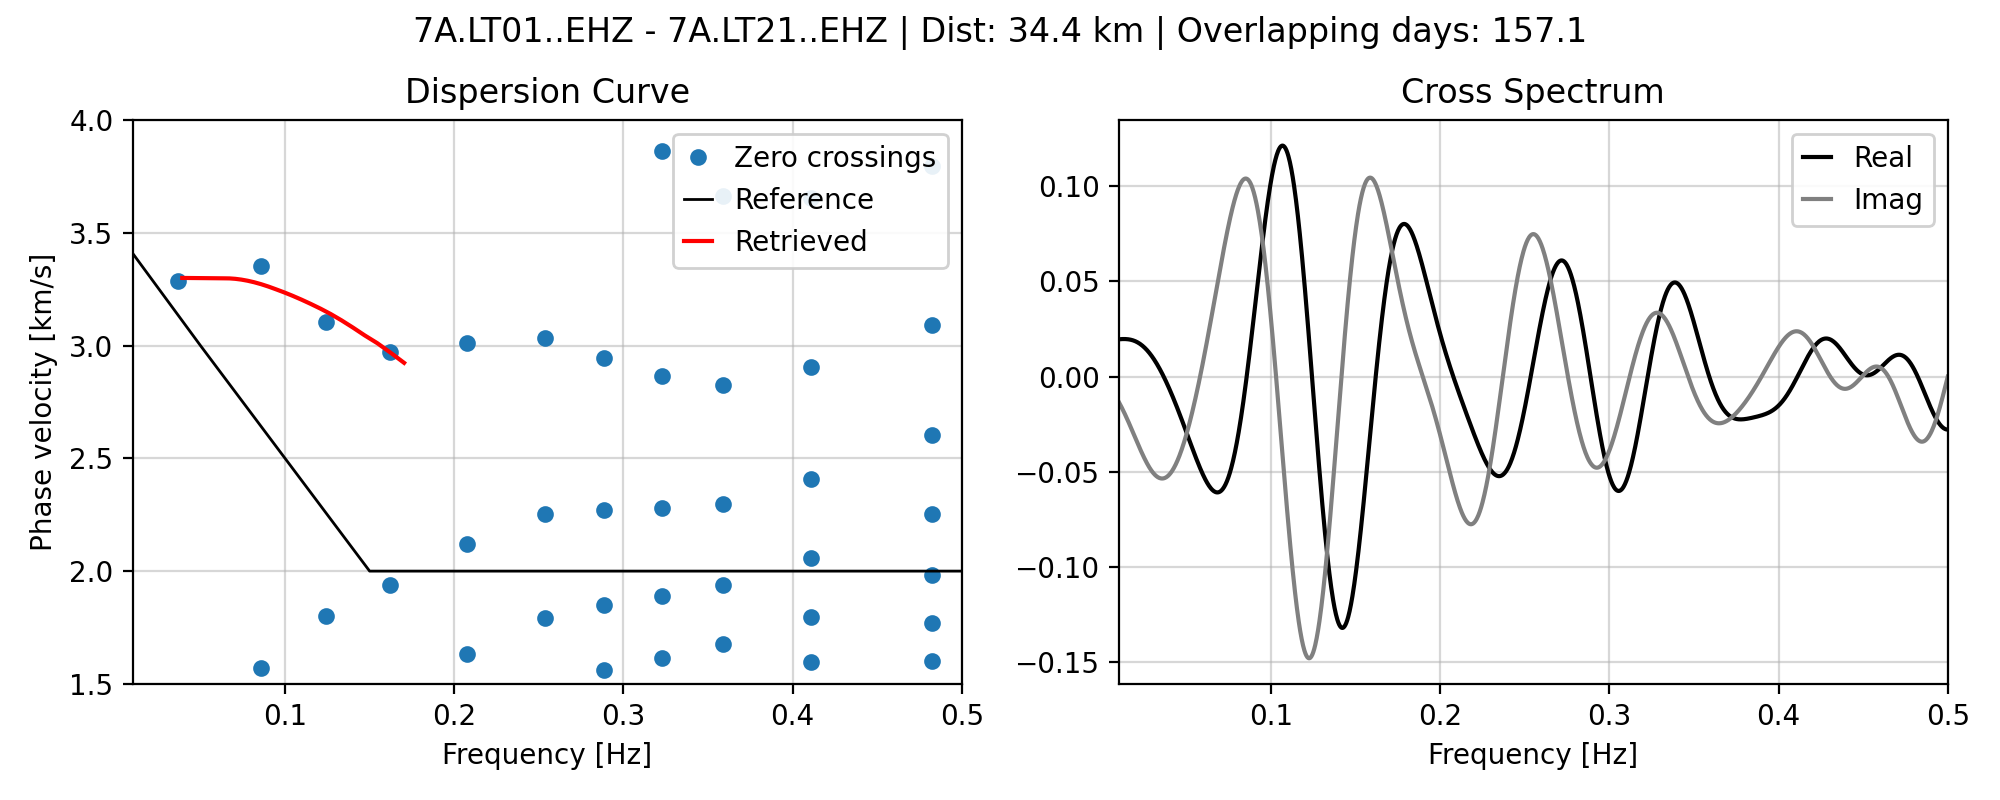 7A.LT01..EHZ - 7A.LT21..EHZ | Dist: 34.4 km | Overlapping days: 157.1
Dispersion Curve
Phase velocity [km/s]
4.0
3.5
3.0
2.5
2.0
1.5
0.1
0.2
0.3
0.4
0.5
Frequency [Hz]
Zero crossings
Reference
Retrieved
Cross Spectrum
0.10
0.05
0.00
−0.05
−0.10
−0.15
0.1
0.2
0.3
0.4
0.5
Frequency [Hz]
Real
Imag